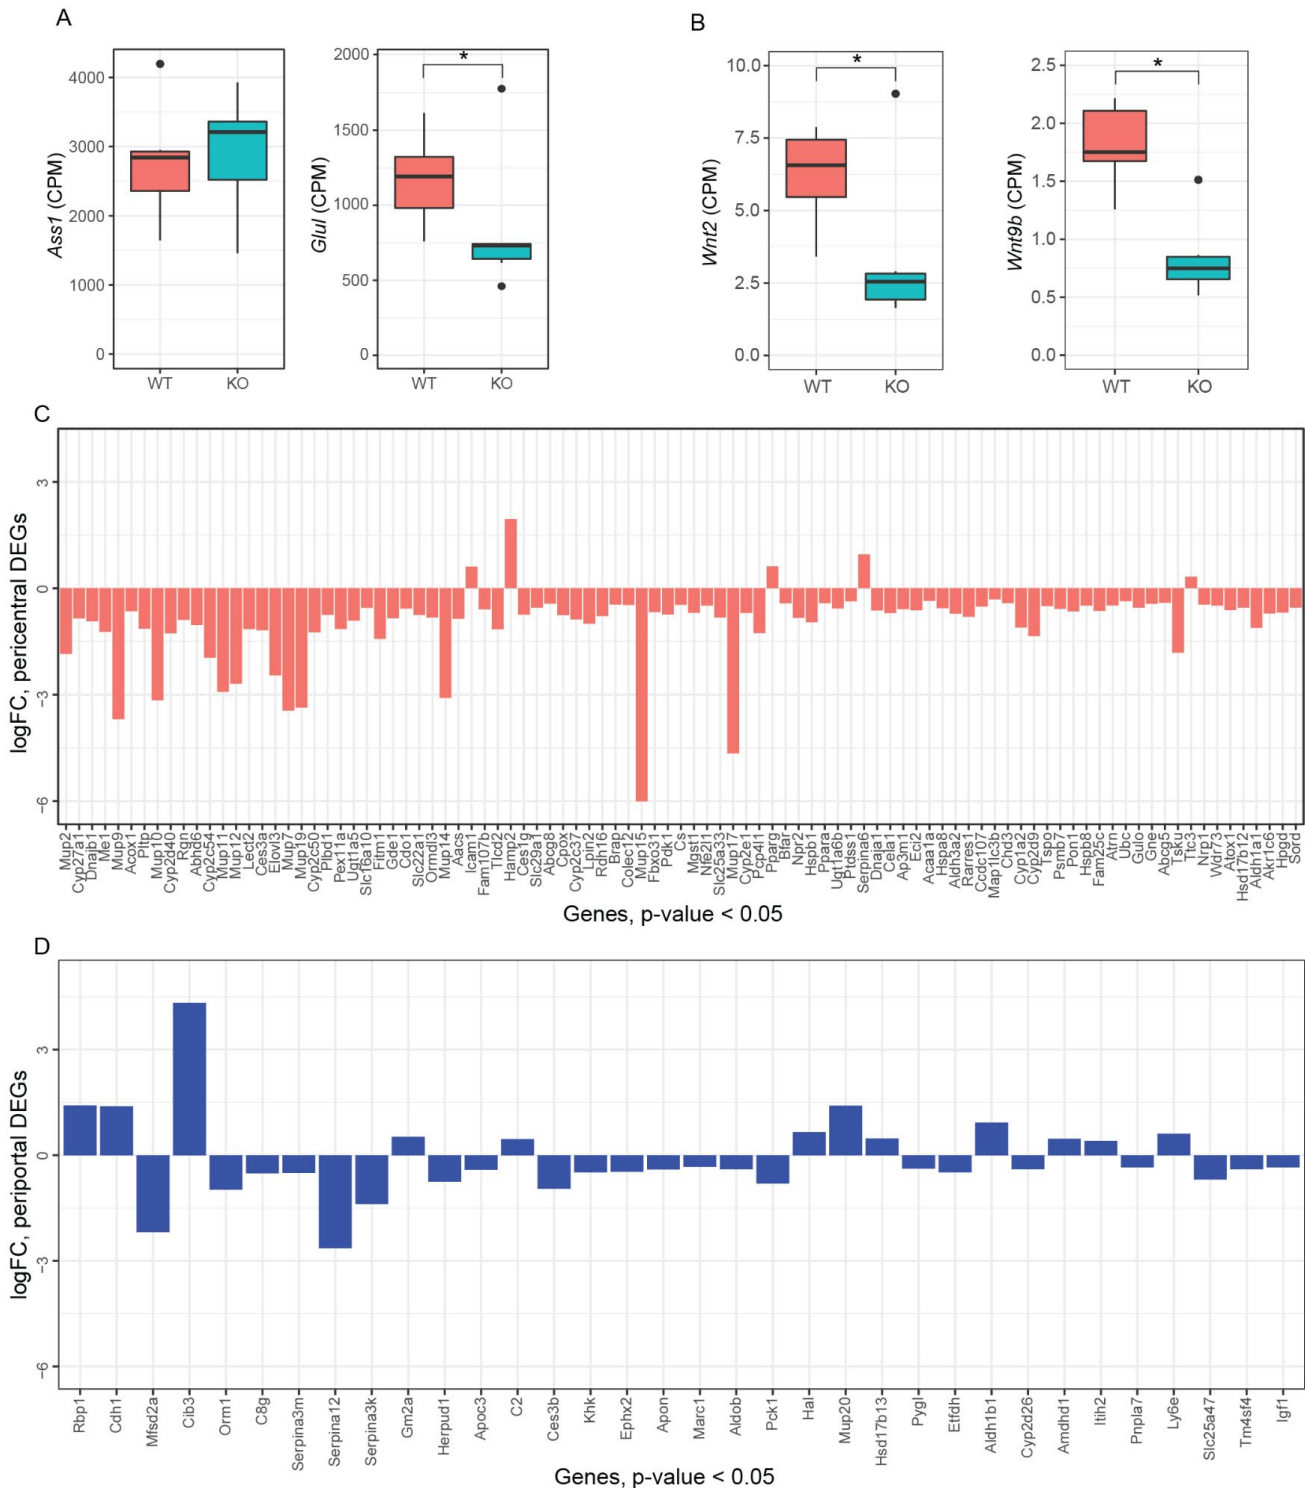 A
B
Ass1 (CPM)
4000
3000
2000
1000
0
WT
KO
Glul (CPM)
2000
1500
1000
500
0
*
WT
KO
Wnt2 (CPM)
10.0
7.5
5.0
2.5
0.0
*
WT
KO
Wnt9b (CPM)
2.5
2.0
1.5
1.0
0.5
0.0
*
WT
KO
C
logFC, pericentral DEGs
3
0
−3
−6
Mup2
Cyp27a1
Dnajb1
Me1
Mup9
Acox1
Pltp
Mup10
Cyp2d40
Rgn
Abhd6
Cyp2c54
Mup1
Mup12
Lect2
Ces3a
Elovl3
Mup7
Mup19
Cyp2c50
Plbd1
Pex11a
Ugt1a5
Slc16a10
Fitm1
Gde1
Cdo1
Slc22a1
Ormdl3
Mup14
Aacs
Icam1
Fam107b
Tlcd2
Hamp2
Ces1g
Slc29a1
Abcg8
Cpox
Cyp2c37
Lpin2
Rdh16
Brap
Colec12
Mup15
Fbxo31
Pdk1
Cs
Mgst1
Nfe2l1
Slc25a33
Mup17
Cyp2e1
Pcp4l1
Pparg
Bfar
Npr2
Hspb1
Ppara
Ugt1a6b
Ptdss1
Serpina6
Dnaja1
Cela1
Ap3m1
Eci2
Acaa1a
Hspa8
Aldh3a2
Rarres1
Ccd107
Map1lc3b
Chd3
Cyp1a2
Cyp2d9
Tspo
Psmb7
Pon1
Hspb8
Fam25c
Atrn
Ubc
Gulo
Gne
Abcg5
Tsku
Ttc3
Nrp1
Wdr73
Atox1
Hsd17b12
Aldh1a1
Akr1c6
Hpgd
Sord
Genes, p-value < 0.05
D
logFC, periportal DEGs
3
0
−3
−6
Rbp1
Cdh1
Mfsd2a
Cib3
Orm1
C8g
Serpina3m
Serpina12
Serpina3k
Gm2a
Herpud1
Apoc3
C2
Ces3b
Khk
Ephx2
Apon
Marc1
Aldob
Pck1
Hal
Mup20
Hsd17b13
Pygl
Etfdh
Aldh1b1
Cyp2d26
Amdhd1
Itih2
Pnpla7
Ly6e
Slc25a47
Tm4sf4
Igf1
Genes, p-value < 0.05